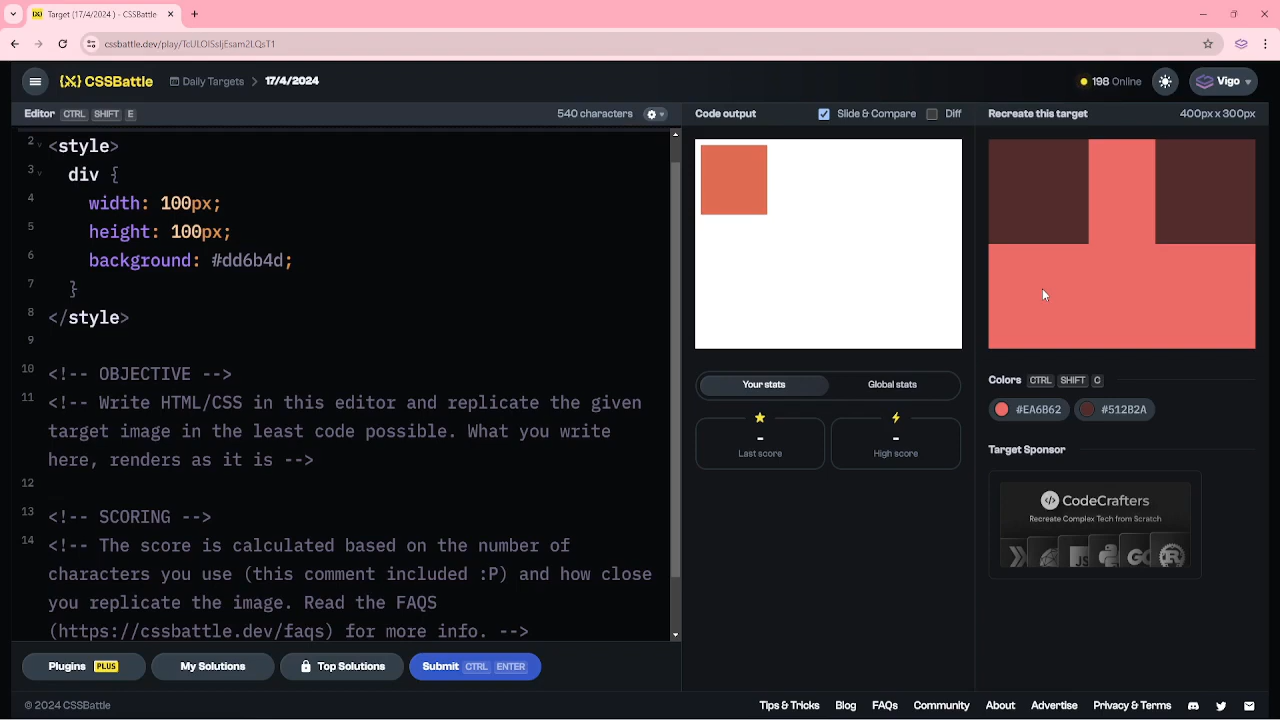 Target (17/4/2024 ) - CSSBattle
cssbattle.dev/play/TcULOISsljEsam2LQsT1
CSSBattle
Daily Targets > 17/4/2024
198 Online
Vigo
Editor CTRL SHIFT E
540 characters
Code output
Slide & Compare
Diff
Recreate this target
400px x 300px
2 <style>
3 div {
4 width: 100px;
5 height: 100px;
6 background: #dd6b4d;
7 }
8 </style>
9
10 <!-- OBJECTIVE -->
11 <!-- Write HTML/CSS in this editor and replicate the given
target image in the least code possible. What you write
here, renders as it is -->
12
13 <!-- SCORING -->
14 <!-- The score is calculated based on the number of
characters you use (this comment included :P) and how close
you replicate the image. Read the FAQS
(https://cssbattle.dev/faqs) for more info. -->
Your stats
Global stats
-
Last score
-
High score
Colors CTRL SHIFT C
#EA6B62
#512B2A
Target Sponsor
CodeCrafters
Recreate Complex Tech from Scratch
JS
GO
Plugins PLUS
My Solutions
Top Solutions
Submit CTRL ENTER
© 2024 CSSBattle
Tips & Tricks Blog FAQs Community About Advertise Privacy & Terms